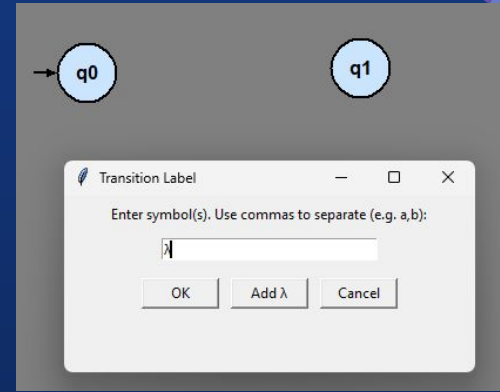 q0
q1
Transition Label
Enter symbol(s). Use commas to separate (e.g. a,b):
λ
OK Add λ Cancel